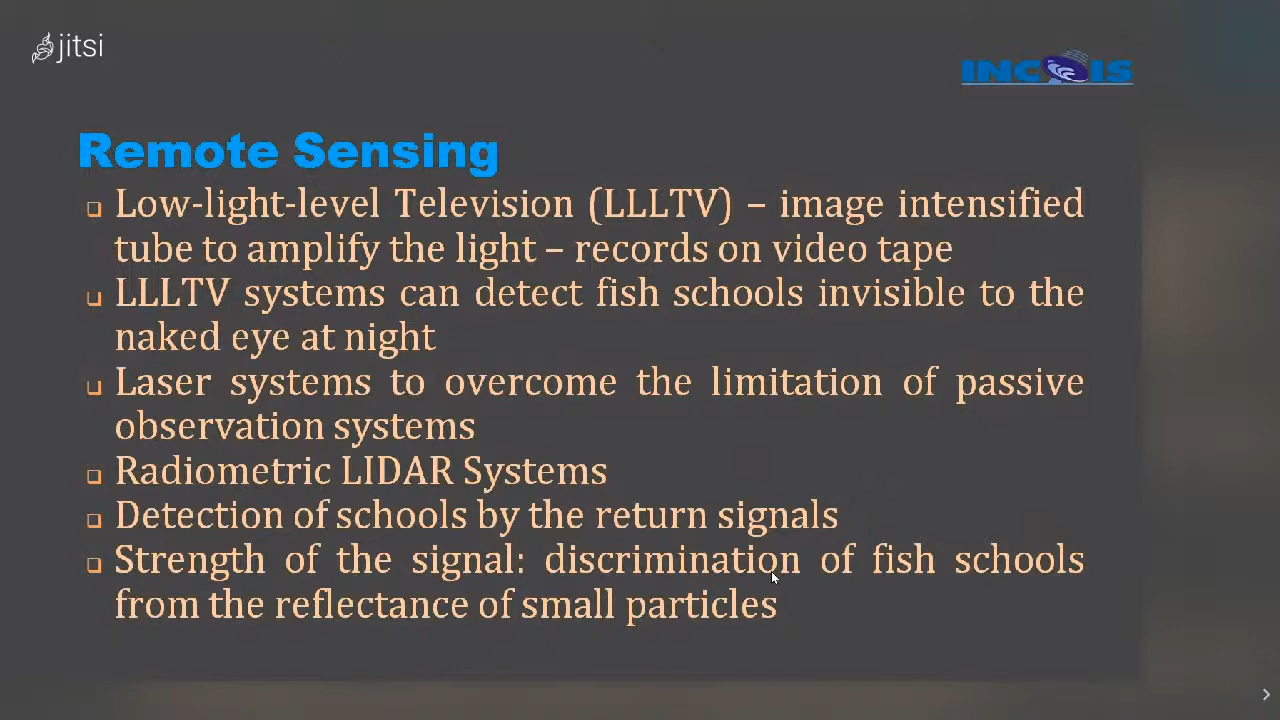 jitsi
INCOIS
Remote Sensing
Low-light-level Television (LLLTV) – image intensified
tube to amplify the light – records on video tape
LLLTV systems can detect fish schools invisible to the
naked eye at night
Laser systems to overcome the limitation of passive
observation systems
Radiometric LIDAR Systems
Detection of schools by the return signals
Strength of the signal: discrimination of fish schools
from the reflectance of small particles